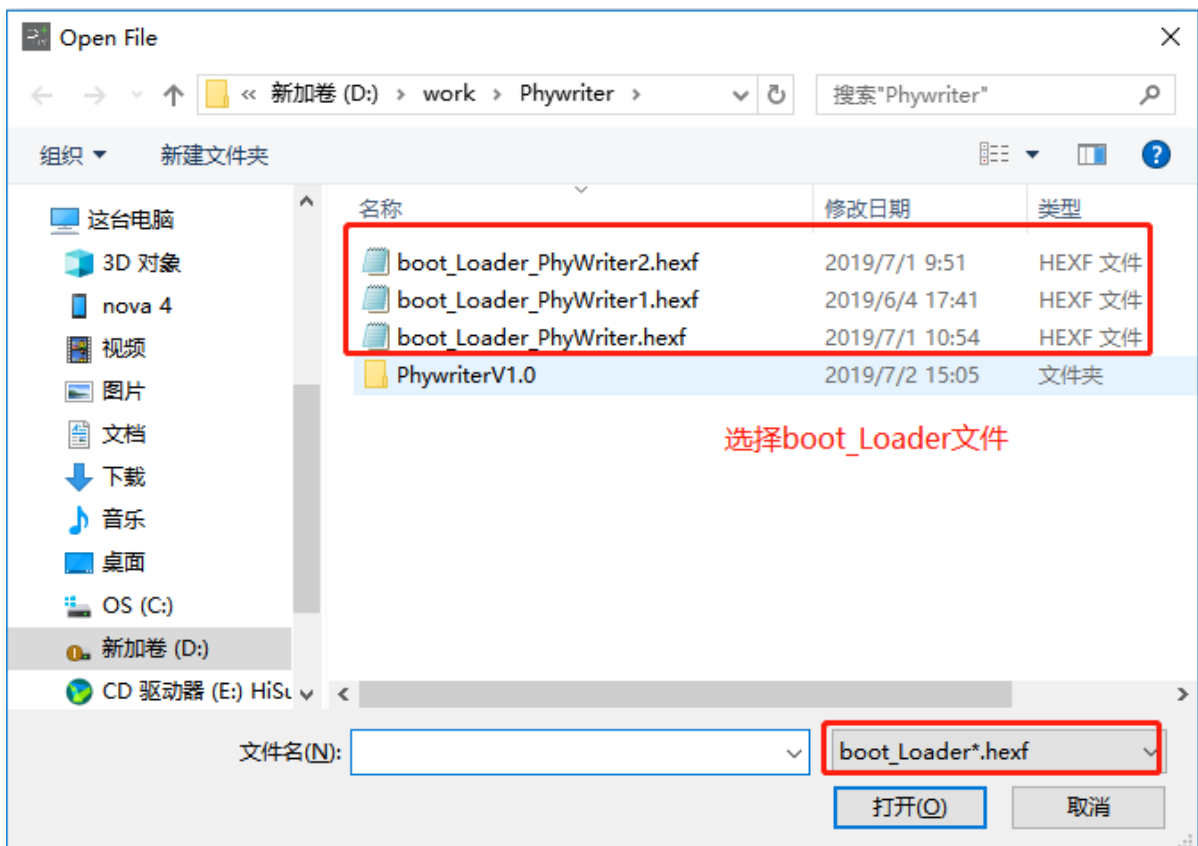 Open File
« 新加卷 (D:) › work › Phywriter ›
搜索"Phywriter"
组织 新建文件夹
这台电脑
3D 对象
nova 4
视频
图片
文档
下载
音乐
桌面
OS (C:)
新加卷 (D:)
CD 驱动器 (E:) HiSu
名称 修改日期 类型
boot_Loader_PhyWriter2.hexf 2019/7/1 9:51 HEXF 文件
boot_Loader_PhyWriter1.hexf 2019/6/4 17:41 HEXF 文件
boot_Loader_PhyWriter.hexf 2019/7/1 10:54 HEXF 文件
PhywriterV1.0 2019/7/2 15:05 文件夹
选择boot_Loader文件
文件名(N): boot_Loader*.hexf
打开(O) 取消